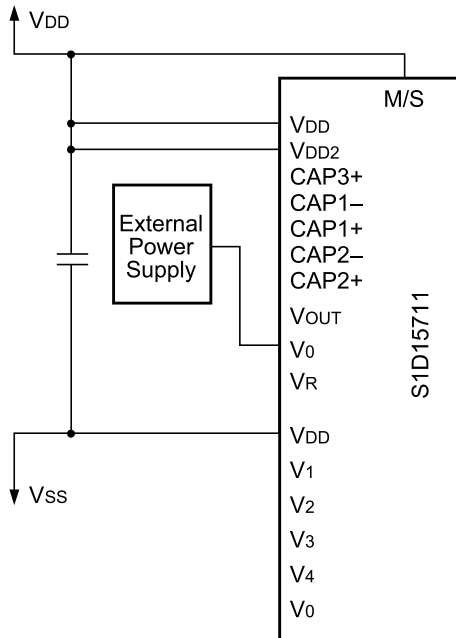 VDD
M/S
VDD
VDD2
CAP3+
CAP1–
CAP1+
CAP2–
CAP2+
VOUT
V0
VR
VDD
V1
V2
V3
V4
V0
External
Power
Supply
S1D15711
VSS